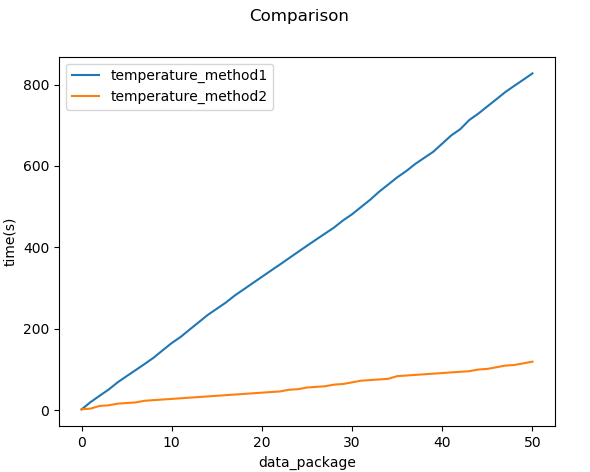 Comparison
temperature_method1
temperature_method2
800
600
400
200
0
time(s)
0 10 20 30 40 50
data_package